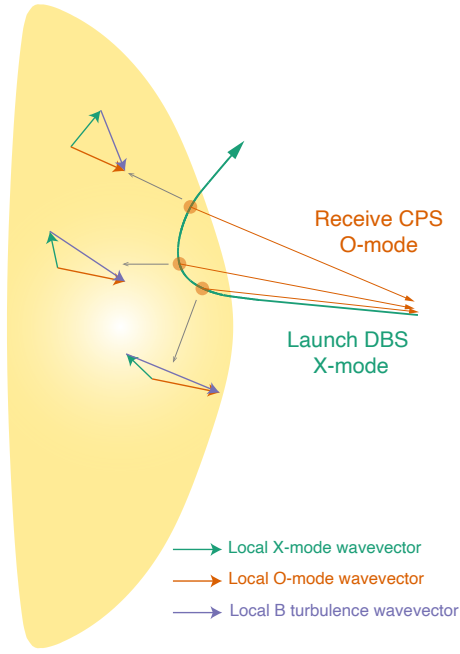 Receive CPS
O-mode
Launch DBS
X-mode
Local X-mode wavevector
Local O-mode wavevector
Local B turbulence wavevector